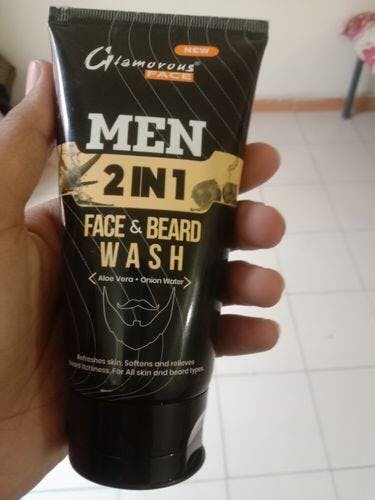 Glamorous
NEW
FACE
MEN
2 IN 1
FACE & BEARD
WASH
Aloe Vera • Onion Water
Refreshes skin, Softens and relieves
beard itchiness, For All skin and beard types.